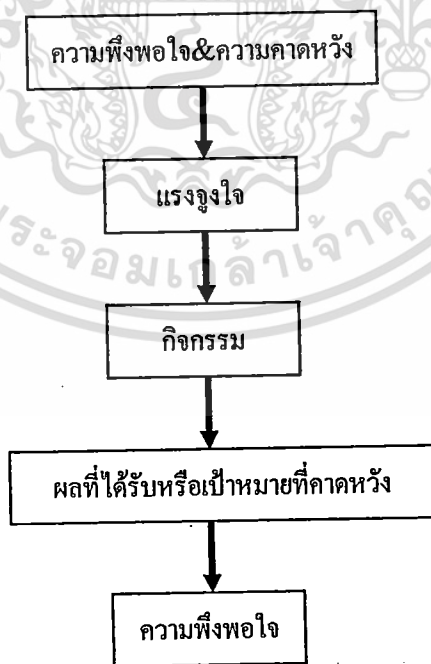 ความพึงพอใจ&ความคาดหวัง
แรงจูงใจ
กิจกรรม
ผลที่ได้รับหรือเป้าหมายที่คาดหวัง
ความพึงพอใจ